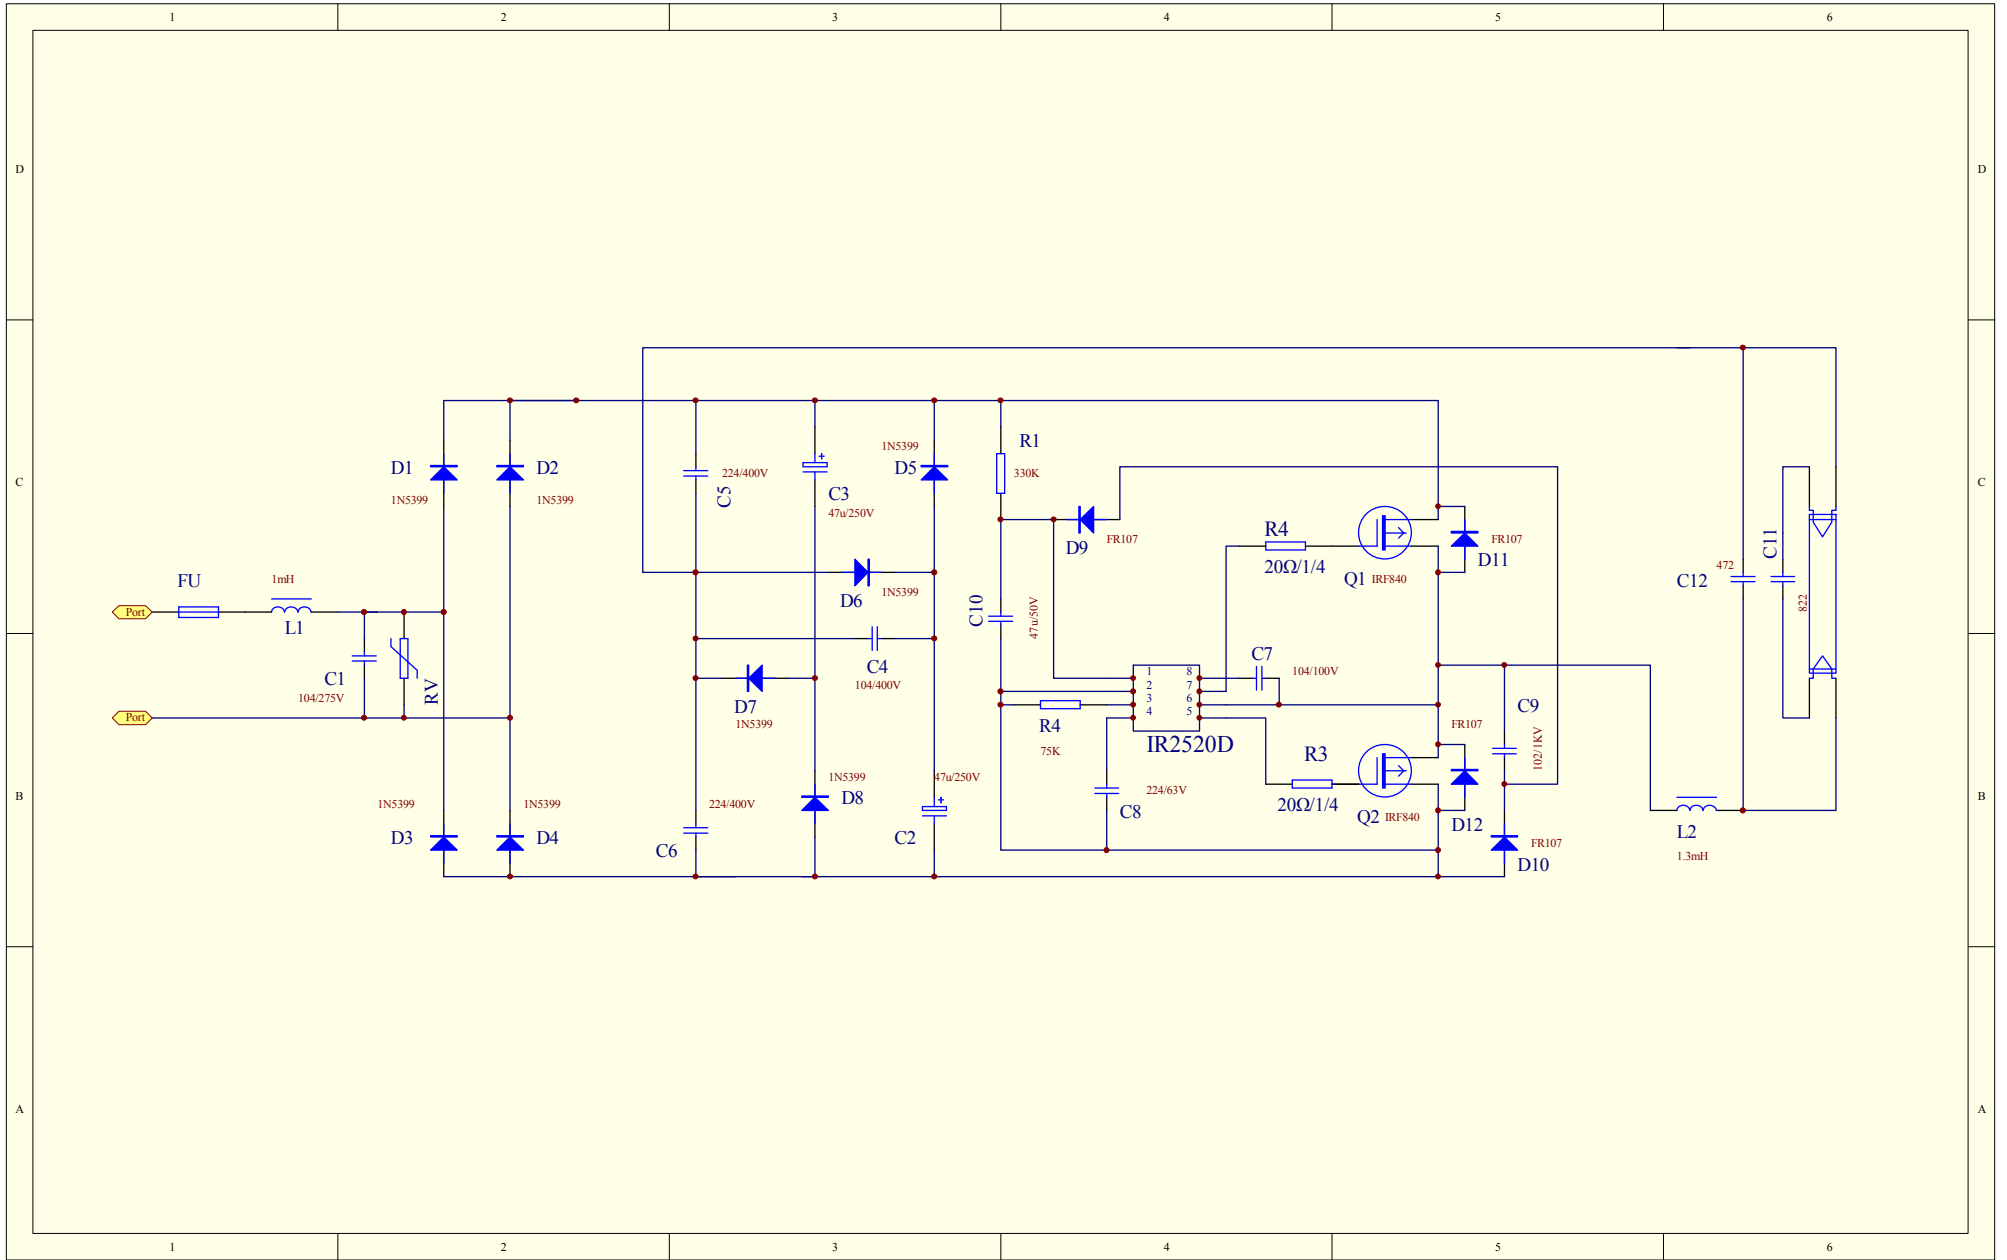 1 2 3 4 5 6
D D
C C
B B
A A
1N5399
R1
D1 D2 224/400V D5 330K
C5 C3
1N5399 1N5399 47u/250V
D9 FR107 R4 FR107
20Ω/1/4 D11
Q1 IRF840
FU 1mH D6 1N5399 C10 47u/50V C12 472 C11 822
Port L1
C1 RV C4 C7
104/275V 104/400V 104/100V
Port D7 1 8
1N5399 2 7
3 6
4 5
R4 IR2520D C9
75K FR107 102/1KV
R3
1N5399 1N5399 224/400V 1N5399 47u/250V 224/63V 20Ω/1/4
D3 D4 C6 D8 C2 C8 Q2 IRF840 D12 L2
FR107 1.3mH
D10
1 2 3 4 5 6